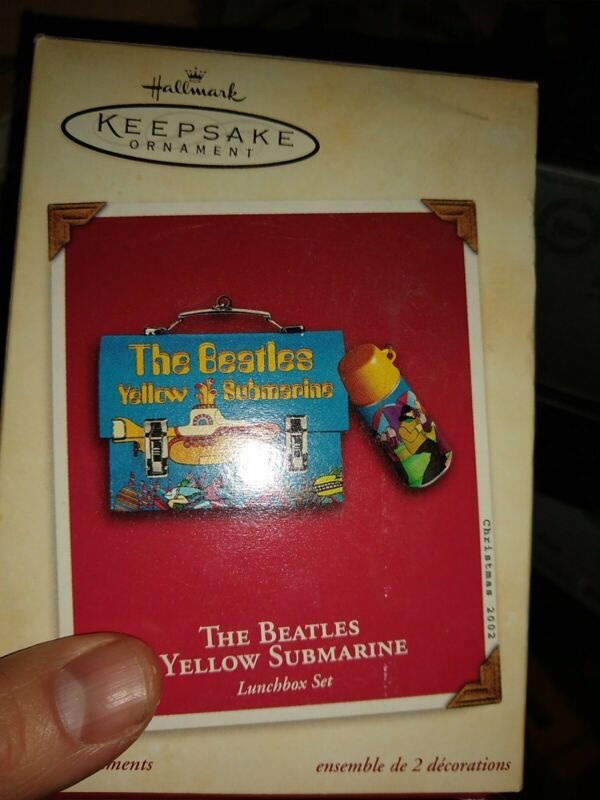 Hallmark
KEEPSAKE
ORNAMENT
The Beatles
Yellow Submarine
Christmas 2002
THE BEATLES
YELLOW SUBMARINE
Lunchbox Set
ments
ensemble de 2 décorations